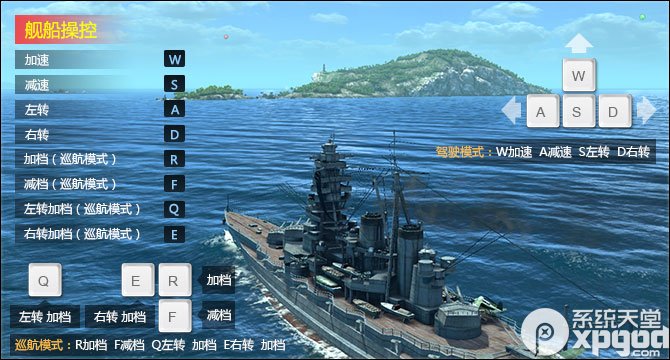 舰船操控
加速 W
减速 S
左转 A
右转 D
加档（巡航模式） R
减档（巡航模式） F
左转加档（巡航模式） Q
右转加档（巡航模式） E
W
A S D
驾驶模式：W加速 A减速 S左转 D右转
Q E R 加档
左转 加档 右转 加档 F 减档
巡航模式：R加档 F减档 Q左转 加档 E右转 加档
系统天堂
xpgod